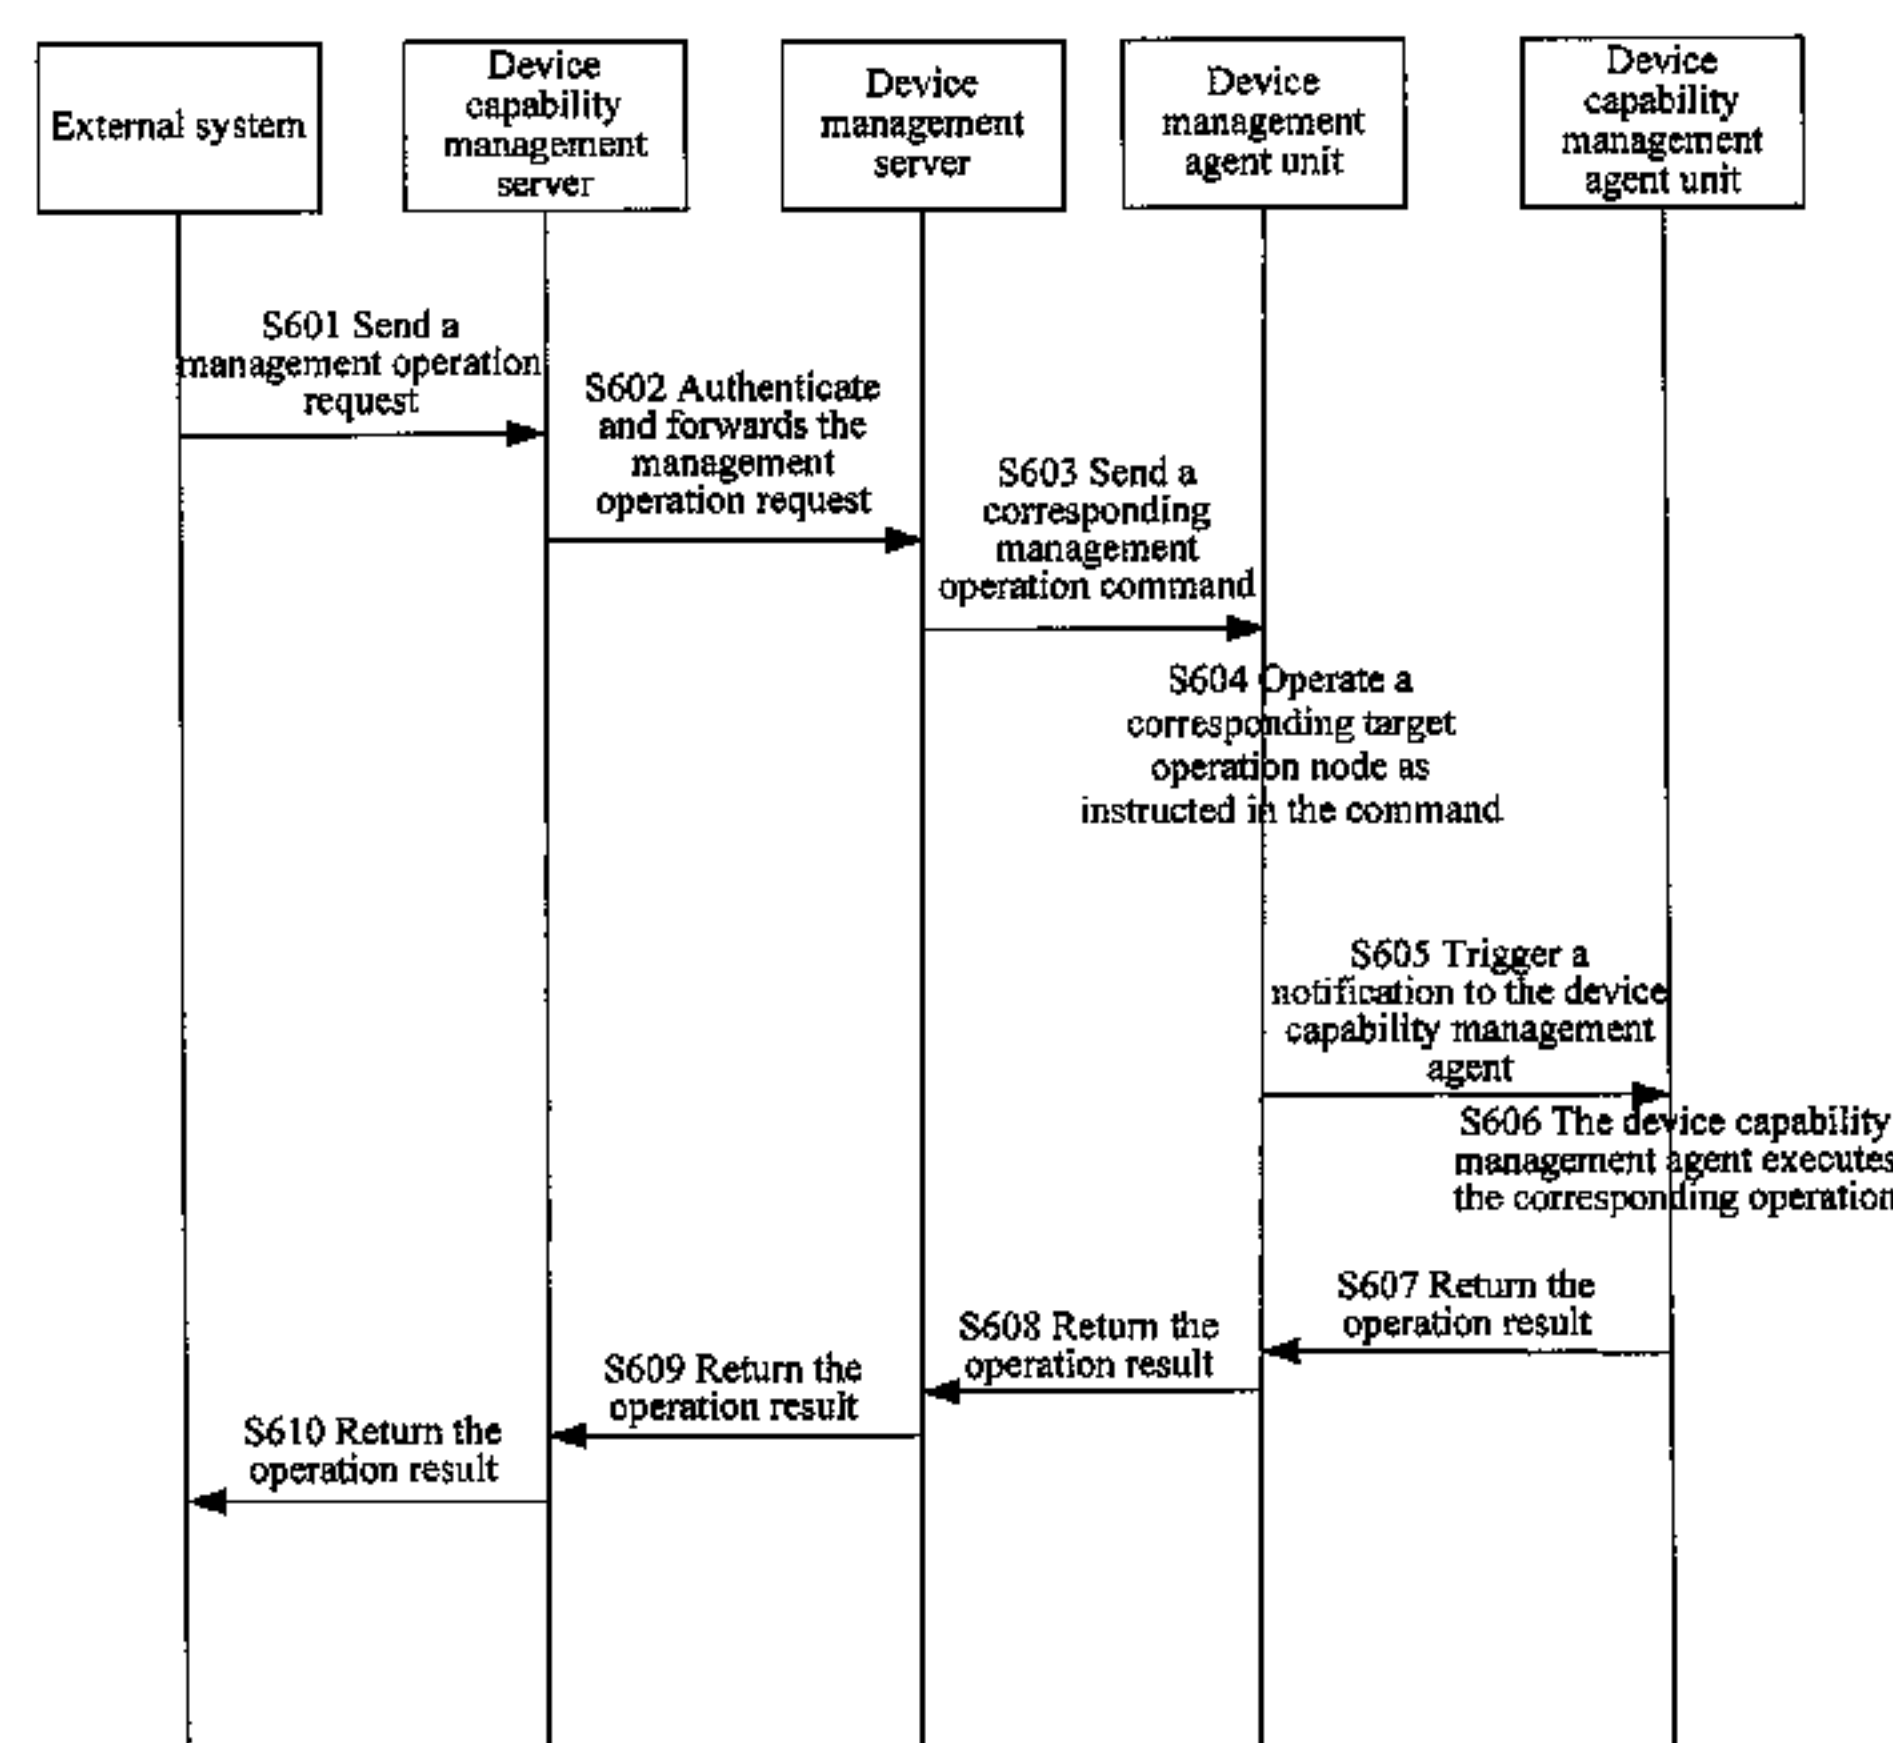 External system
Device
capability
management
server
Device
management
server
Device
management
agent unit
Device
capability
management
agent unit
S601 Send a
management operation
request
S602 Authenticate
and forwards the
management
operation request
S603 Send a
corresponding
management
operation command
S604 Operate a
corresponding target
operation node as
instructed in the command
S605 Trigger a
notification to the device
capability management
agent
S606 The device capability
management agent executes
the corresponding operation
S607 Return the
operation result
S608 Return the
operation result
S609 Return the
operation result
S610 Return the
operation result